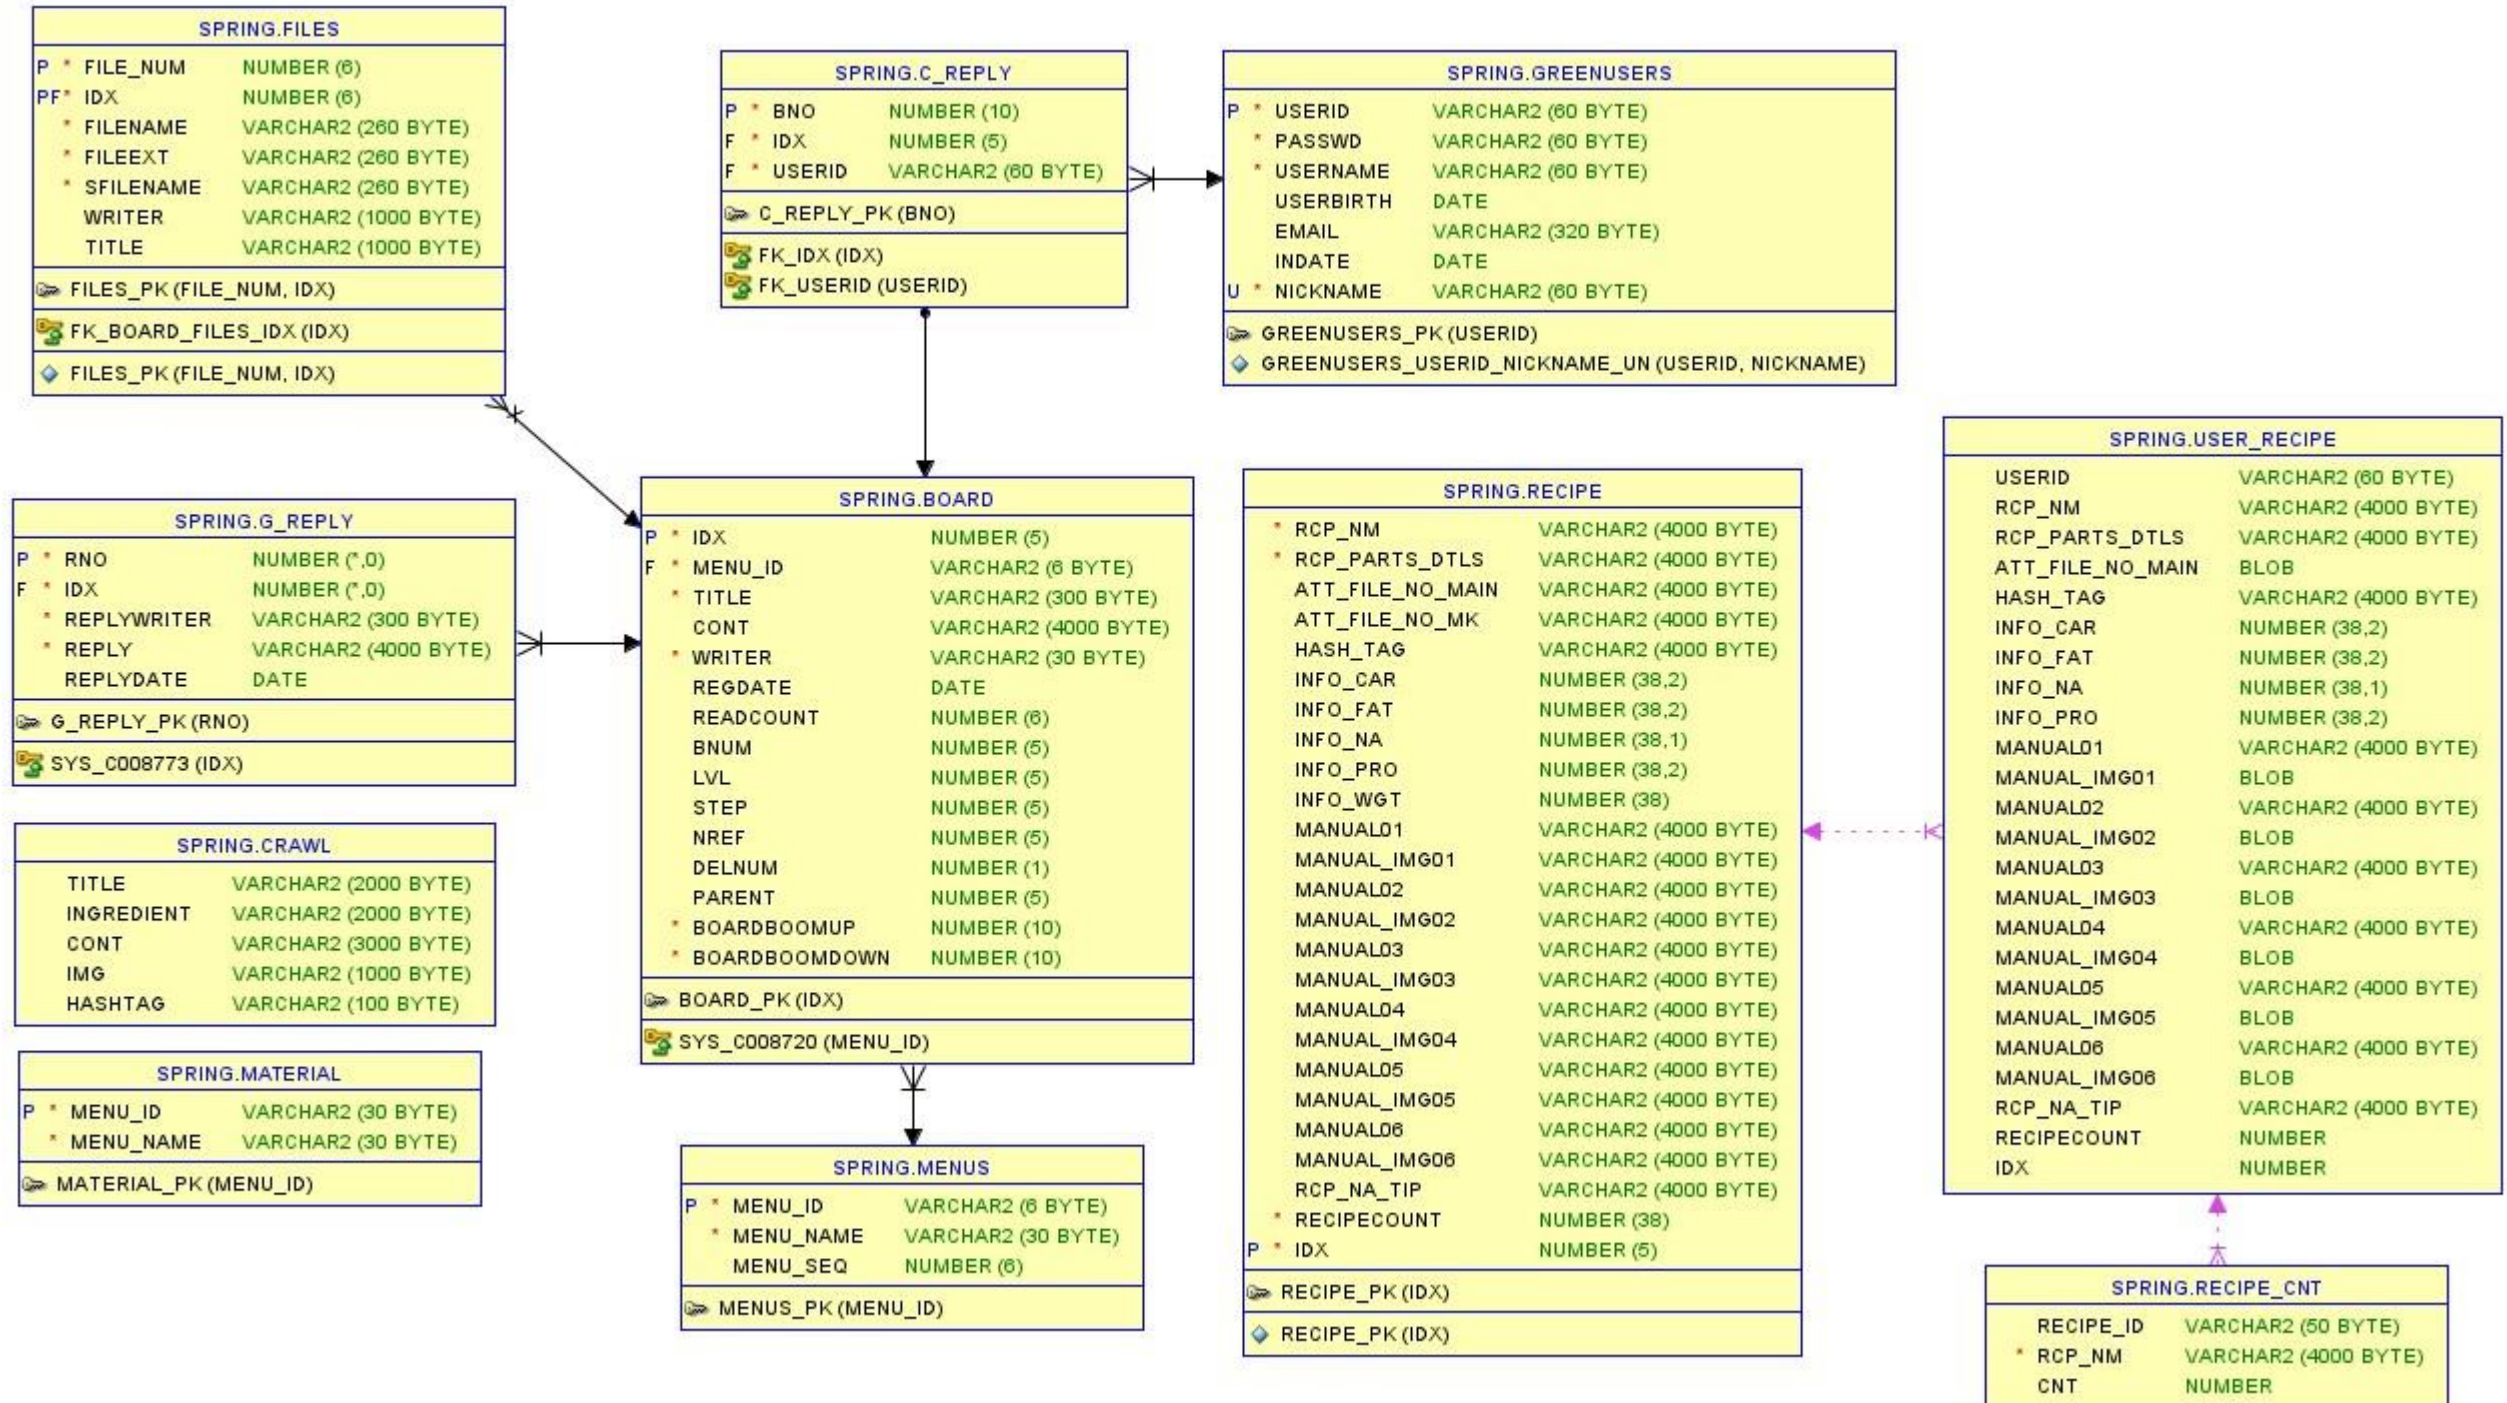 SPRING.FILES
P * FILE_NUM NUMBER (6)
PF* IDX NUMBER (6)
* FILENAME VARCHAR2 (260 BYTE)
* FILEEXT VARCHAR2 (260 BYTE)
* SFILENAME VARCHAR2 (260 BYTE)
WRITER VARCHAR2 (1000 BYTE)
TITLE VARCHAR2 (1000 BYTE)
FILES_PK (FILE_NUM, IDX)
FK_BOARD_FILES_IDX (IDX)
FILES_PK (FILE_NUM, IDX)
SPRING.C_REPLY
P * BNO NUMBER (10)
F * IDX NUMBER (5)
F * USERID VARCHAR2 (60 BYTE)
C_REPLY_PK (BNO)
FK_IDX (IDX)
FK_USERID (USERID)
SPRING.GREENUSERS
P * USERID VARCHAR2 (60 BYTE)
* PASSWD VARCHAR2 (60 BYTE)
* USERNAME VARCHAR2 (60 BYTE)
USERBIRTH DATE
EMAIL VARCHAR2 (320 BYTE)
INDATE DATE
U * NICKNAME VARCHAR2 (60 BYTE)
GREENUSERS_PK (USERID)
GREENUSERS_USERID_NICKNAME_UN (USERID, NICKNAME)
SPRING.G_REPLY
P * RNO NUMBER (*,0)
F * IDX NUMBER (*,0)
* REPLYWRITER VARCHAR2 (300 BYTE)
* REPLY VARCHAR2 (4000 BYTE)
REPLYDATE DATE
G_REPLY_PK (RNO)
SYS_C008773 (IDX)
SPRING.CRAWL
TITLE VARCHAR2 (2000 BYTE)
INGREDIENT VARCHAR2 (2000 BYTE)
CONT VARCHAR2 (3000 BYTE)
IMG VARCHAR2 (1000 BYTE)
HASHTAG VARCHAR2 (100 BYTE)
SPRING.MATERIAL
P * MENU_ID VARCHAR2 (30 BYTE)
* MENU_NAME VARCHAR2 (30 BYTE)
MATERIAL_PK (MENU_ID)
SPRING.BOARD
P * IDX NUMBER (5)
F * MENU_ID VARCHAR2 (6 BYTE)
* TITLE VARCHAR2 (300 BYTE)
CONT VARCHAR2 (4000 BYTE)
* WRITER VARCHAR2 (30 BYTE)
REGDATE DATE
READCOUNT NUMBER (6)
BNUM NUMBER (5)
LVL NUMBER (5)
STEP NUMBER (5)
NREF NUMBER (5)
DELNUM NUMBER (1)
PARENT NUMBER (5)
* BOARDBOOMUP NUMBER (10)
* BOARDBOOMDOWN NUMBER (10)
BOARD_PK (IDX)
SYS_C008720 (MENU_ID)
SPRING.MENUS
P * MENU_ID VARCHAR2 (6 BYTE)
* MENU_NAME VARCHAR2 (30 BYTE)
MENU_SEQ NUMBER (6)
MENUS_PK (MENU_ID)
SPRING.RECIPE
* RCP_NM VARCHAR2 (4000 BYTE)
* RCP_PARTS_DTLS VARCHAR2 (4000 BYTE)
ATT_FILE_NO_MAIN VARCHAR2 (4000 BYTE)
ATT_FILE_NO_MK VARCHAR2 (4000 BYTE)
HASH_TAG VARCHAR2 (4000 BYTE)
INFO_CAR NUMBER (38,2)
INFO_FAT NUMBER (38,2)
INFO_NA NUMBER (38,1)
INFO_PRO NUMBER (38,2)
INFO_WGT NUMBER (38)
MANUAL01 VARCHAR2 (4000 BYTE)
MANUAL_IMG01 VARCHAR2 (4000 BYTE)
MANUAL02 VARCHAR2 (4000 BYTE)
MANUAL_IMG02 VARCHAR2 (4000 BYTE)
MANUAL03 VARCHAR2 (4000 BYTE)
MANUAL_IMG03 VARCHAR2 (4000 BYTE)
MANUAL04 VARCHAR2 (4000 BYTE)
MANUAL_IMG04 VARCHAR2 (4000 BYTE)
MANUAL05 VARCHAR2 (4000 BYTE)
MANUAL_IMG05 VARCHAR2 (4000 BYTE)
MANUAL06 VARCHAR2 (4000 BYTE)
MANUAL_IMG06 VARCHAR2 (4000 BYTE)
RCP_NA_TIP VARCHAR2 (4000 BYTE)
* RECIPECOUNT NUMBER (38)
P * IDX NUMBER (5)
RECIPE_PK (IDX)
RECIPE_PK (IDX)
SPRING.USER_RECIPE
USERID VARCHAR2 (60 BYTE)
RCP_NM VARCHAR2 (4000 BYTE)
RCP_PARTS_DTLS VARCHAR2 (4000 BYTE)
ATT_FILE_NO_MAIN BLOB
HASH_TAG VARCHAR2 (4000 BYTE)
INFO_CAR NUMBER (38,2)
INFO_FAT NUMBER (38,2)
INFO_NA NUMBER (38,1)
INFO_PRO NUMBER (38,2)
MANUAL01 VARCHAR2 (4000 BYTE)
MANUAL_IMG01 BLOB
MANUAL02 VARCHAR2 (4000 BYTE)
MANUAL_IMG02 BLOB
MANUAL03 VARCHAR2 (4000 BYTE)
MANUAL_IMG03 BLOB
MANUAL04 VARCHAR2 (4000 BYTE)
MANUAL_IMG04 BLOB
MANUAL05 VARCHAR2 (4000 BYTE)
MANUAL_IMG05 BLOB
MANUAL06 VARCHAR2 (4000 BYTE)
MANUAL_IMG06 BLOB
RCP_NA_TIP VARCHAR2 (4000 BYTE)
RECIPECOUNT NUMBER
IDX NUMBER
SPRING.RECIPE_CNT
RECIPE_ID VARCHAR2 (50 BYTE)
* RCP_NM VARCHAR2 (4000 BYTE)
CNT NUMBER